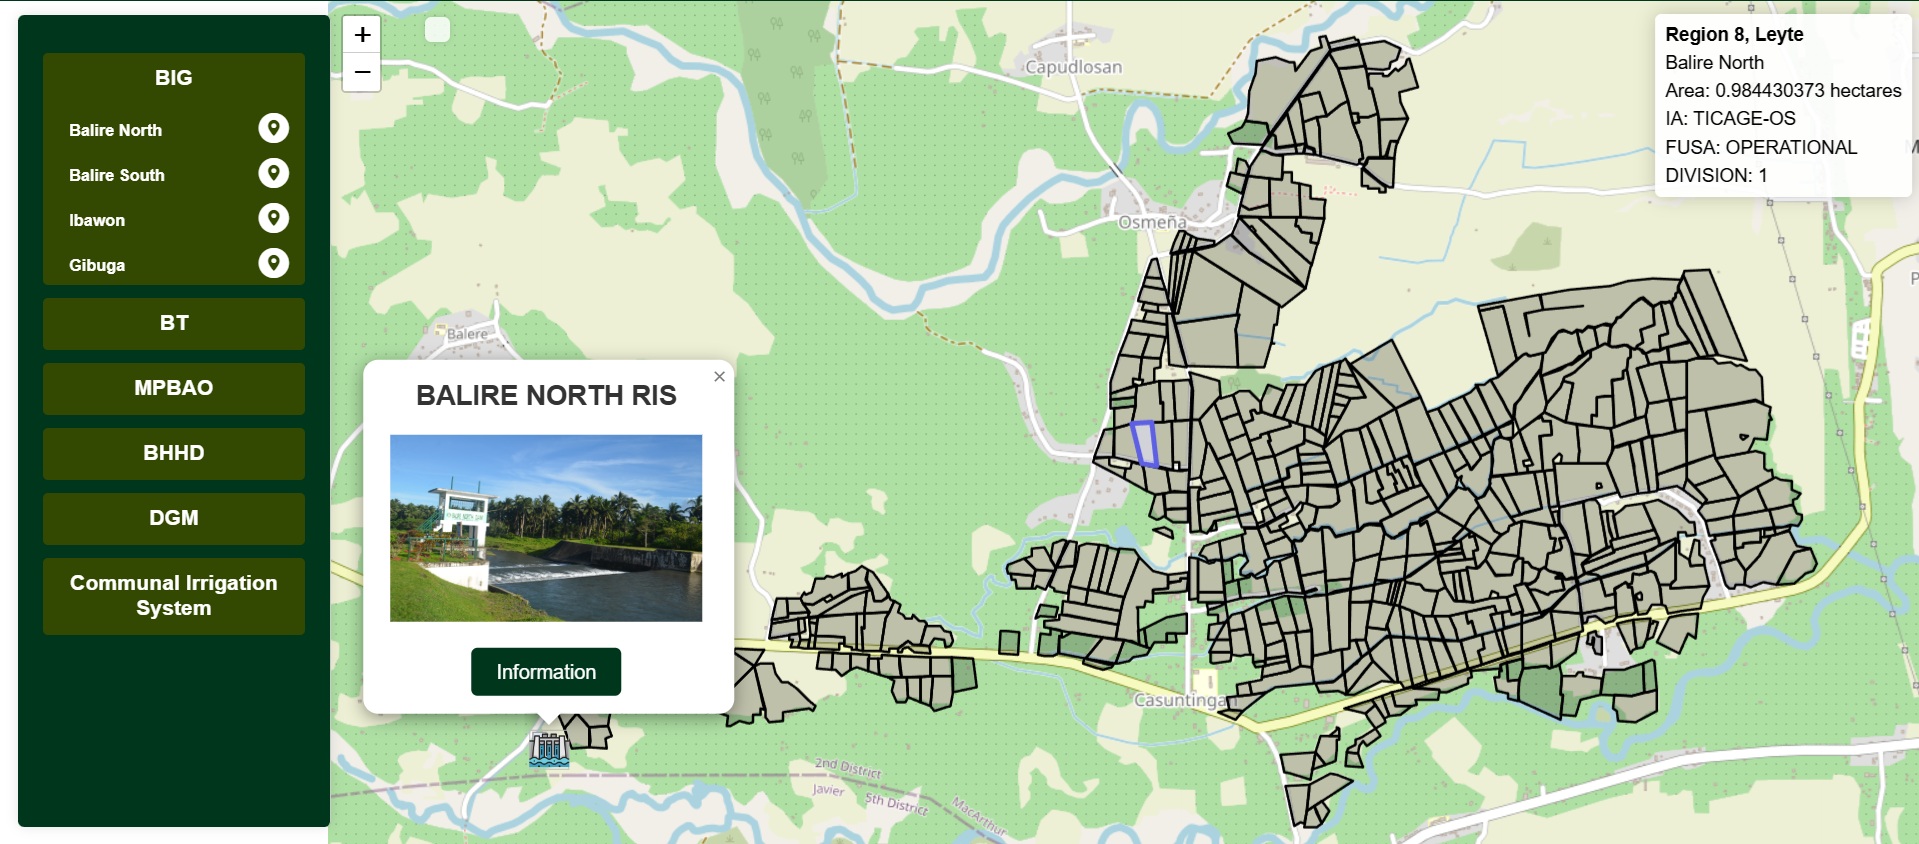 BIG
Balire North
Balire South
Ibawon
Gibuga
BT
MPBAO
BHHD
DGM
Communal Irrigation
System
+
−
Capudlosan
Osmeña
Balere
Casuntingan
2nd District
Javier
5th District
MacArthur
BALIRE NORTH RIS
×
Information
Region 8, Leyte
Balire North
Area: 0.984430373 hectares
IA: TICAGE-OS
FUSA: OPERATIONAL
DIVISION: 1
M
P